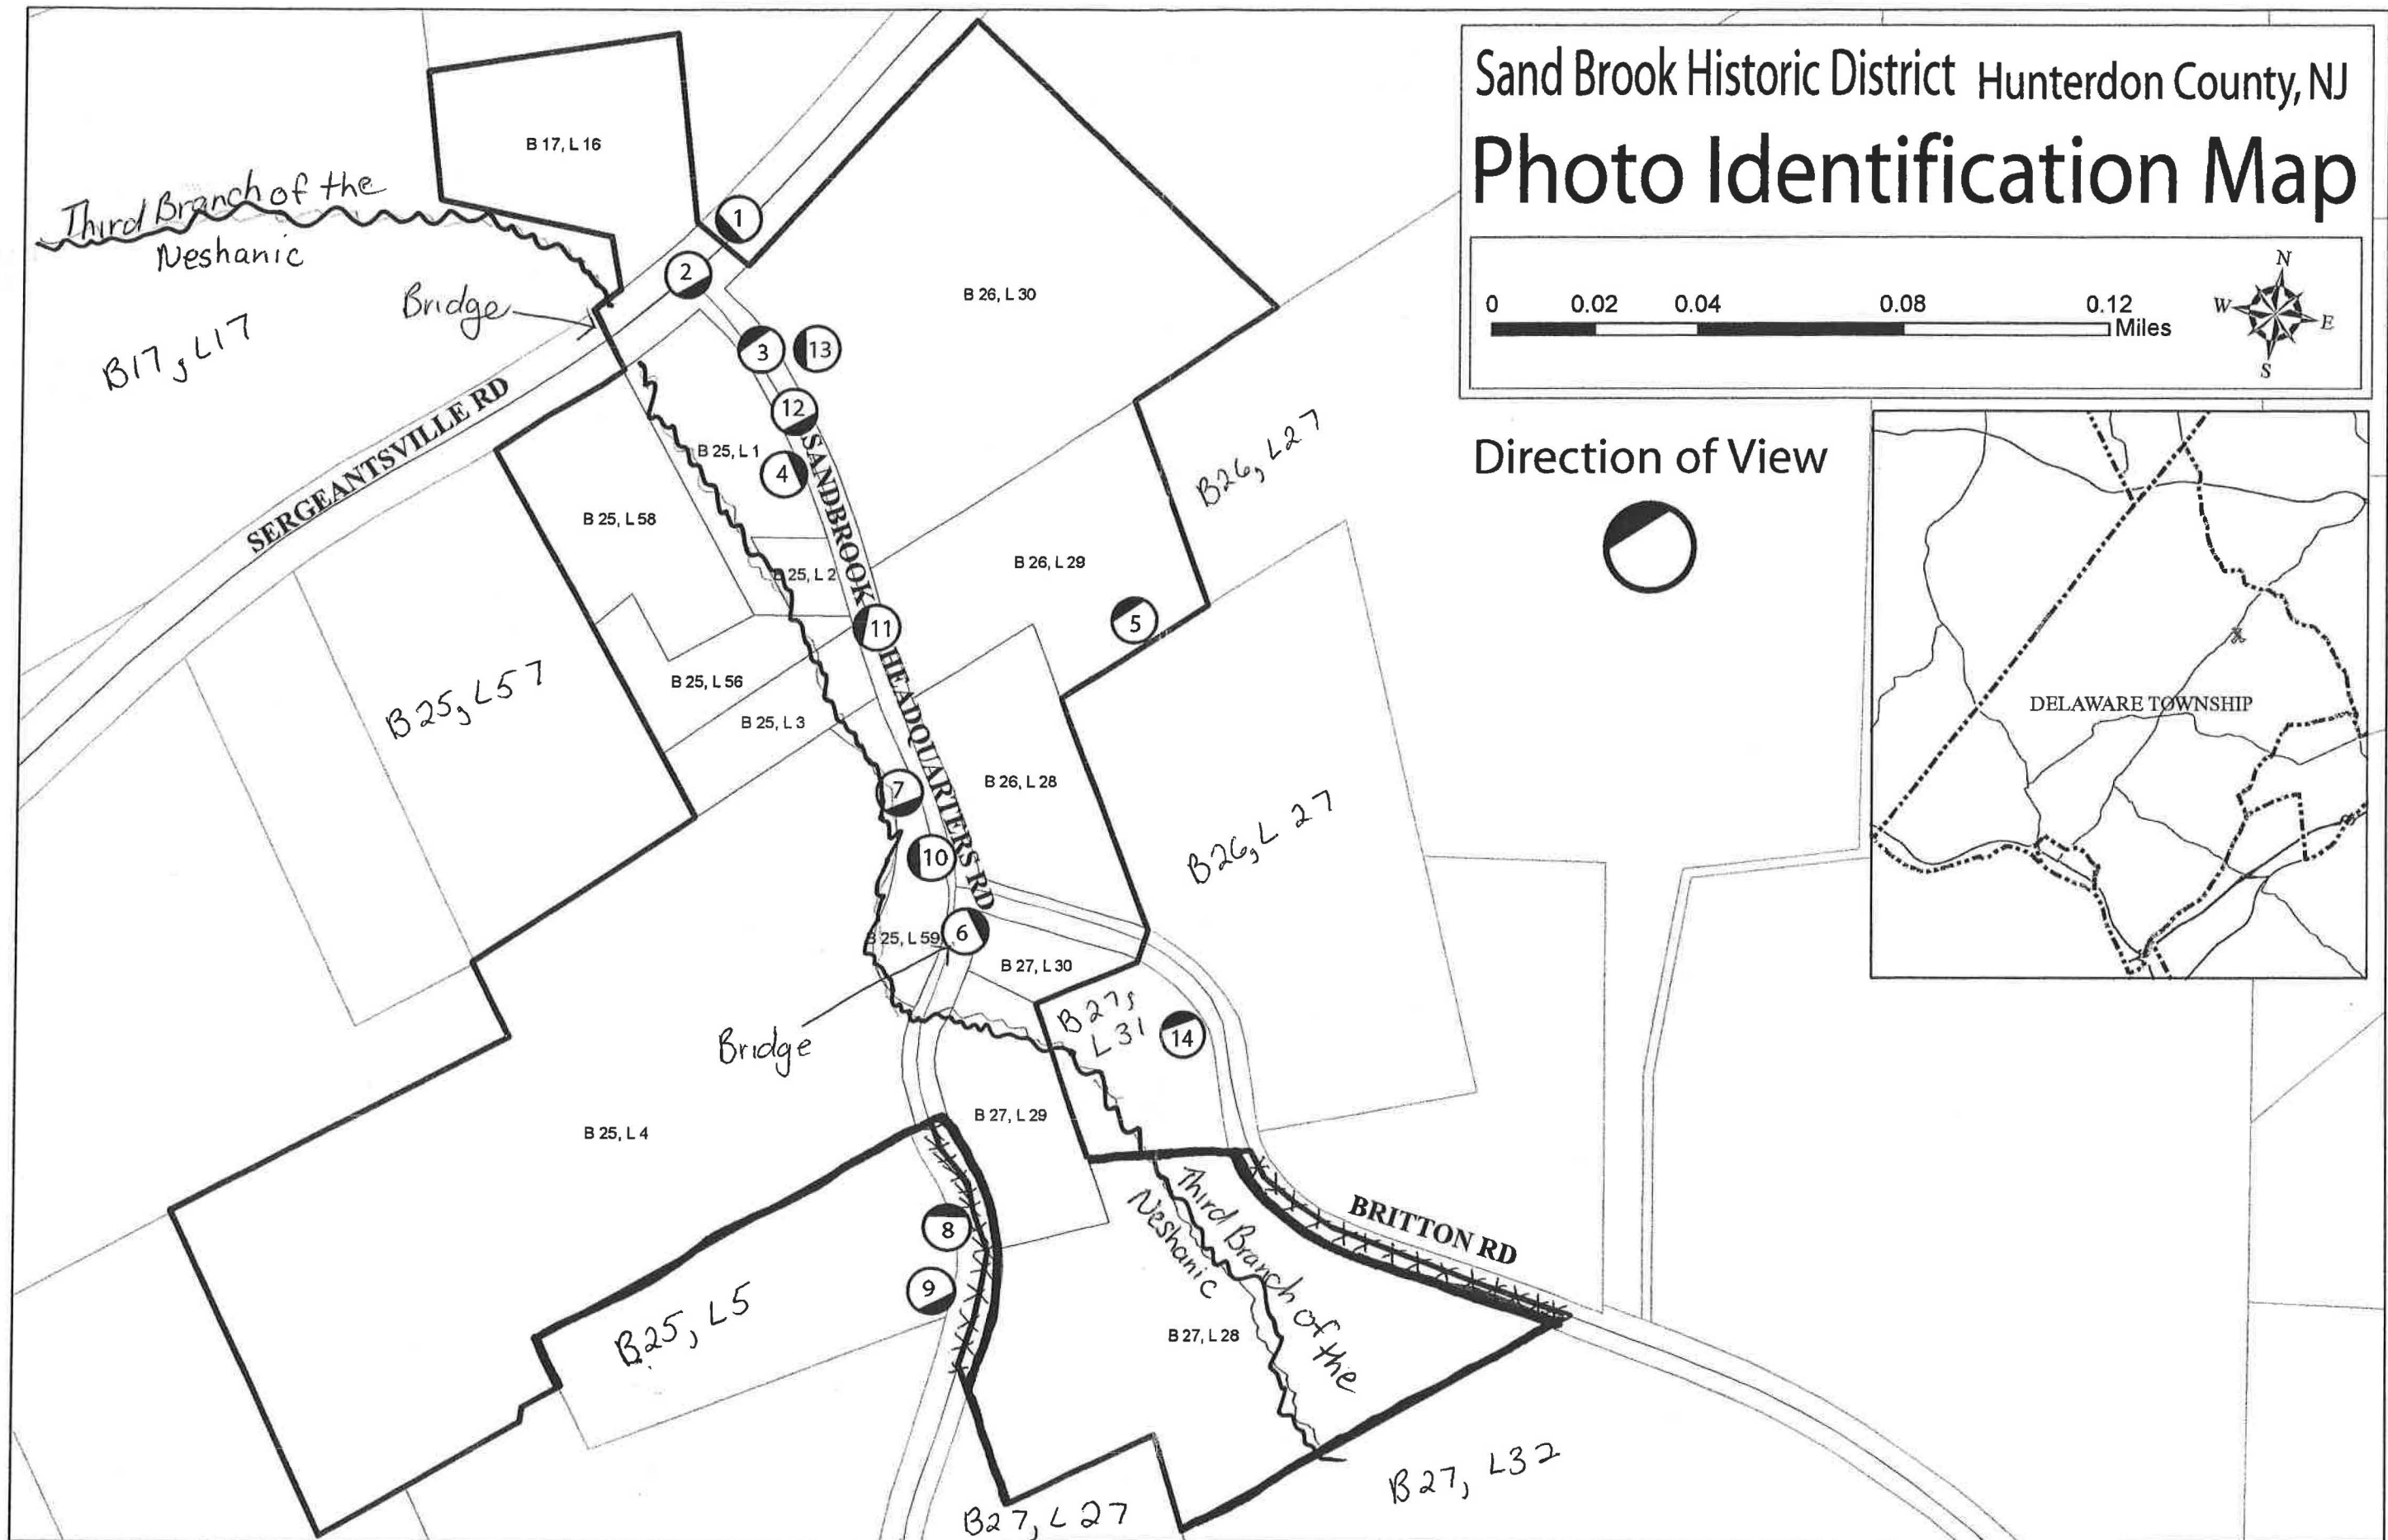 Sand Brook Historic District Hunterdon County, NJ
Photo Identification Map
0 0.02 0.04 0.08 0.12
Miles
N
W
E
S
Direction of View
DELAWARE TOWNSHIP
B 17, L 16
Third Branch of the
Neshanic
Bridge
B17, L17
1
2
3
13
12
4
B 26, L 30
SERGEANTSVILLE RD
SANDBROOK HEADQUARTERS RD
B 25, L 1
B 25, L 58
B26, L27
B 25, L 2
B 26, L 29
5
11
B25, L57
B 25, L 56
B 25, L 3
B 26, L 28
7
10
B26, L 27
6
B 25, L 59
B 27, L 30
B27,
L31
14
Bridge
B 25, L 4
B 27, L 29
8
9
B25, L5
Third Branch of the
Neshanic
BRITTON RD
B 27, L 28
B27, L27
B27, L32